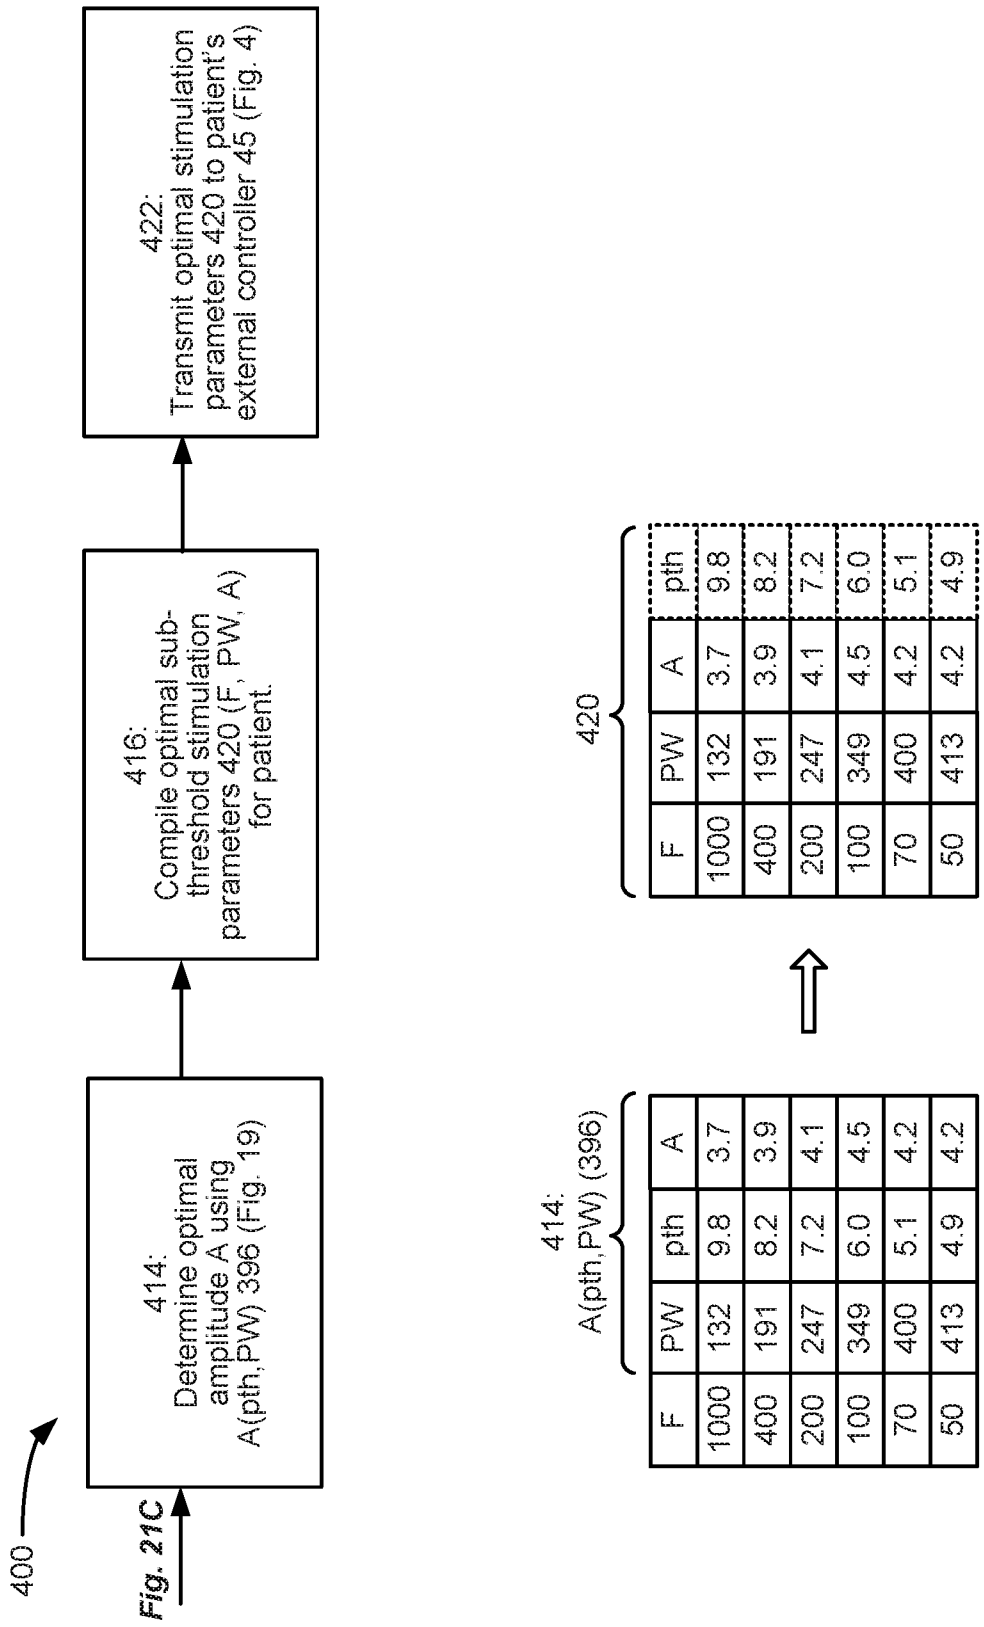 400
Fig. 21C
414:
Determine optimal
amplitude A using
A(pth,PW) 396 (Fig. 19)
416:
Compile optimal sub-
threshold stimulation
parameters 420 (F, PW, A)
for patient.
422:
Transmit optimal stimulation
parameters 420 to patient's
external controller 45 (Fig. 4)
414:
A(pth,PW) (396)
F PW pth A
1000 132 9.8 3.7
400 191 8.2 3.9
200 247 7.2 4.1
100 349 6.0 4.5
70 400 5.1 4.2
50 413 4.9 4.2
420
F PW A pth
1000 132 3.7 9.8
400 191 3.9 8.2
200 247 4.1 7.2
100 349 4.5 6.0
70 400 4.2 5.1
50 413 4.2 4.9